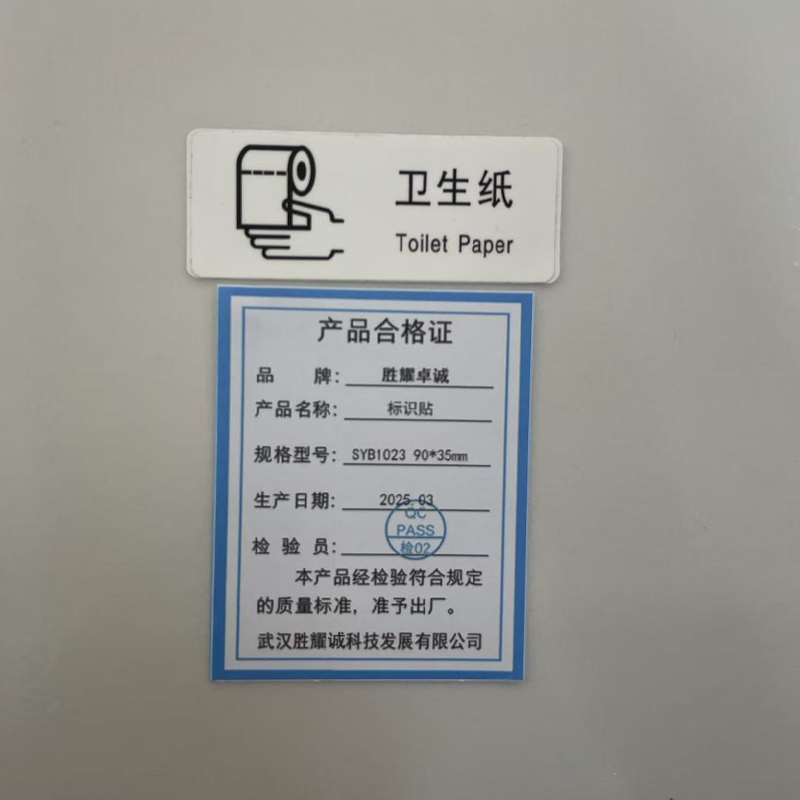 卫生纸
Toilet Paper
产品合格证
品 牌: 胜耀卓诚
产品名称: 标识贴
规格型号: SYB1023 90*35mm
生产日期: 2025.03
QC
PASS
检02
检 验 员:
本产品经检验符合规定
的质量标准，准予出厂。
武汉胜耀诚科技发展有限公司